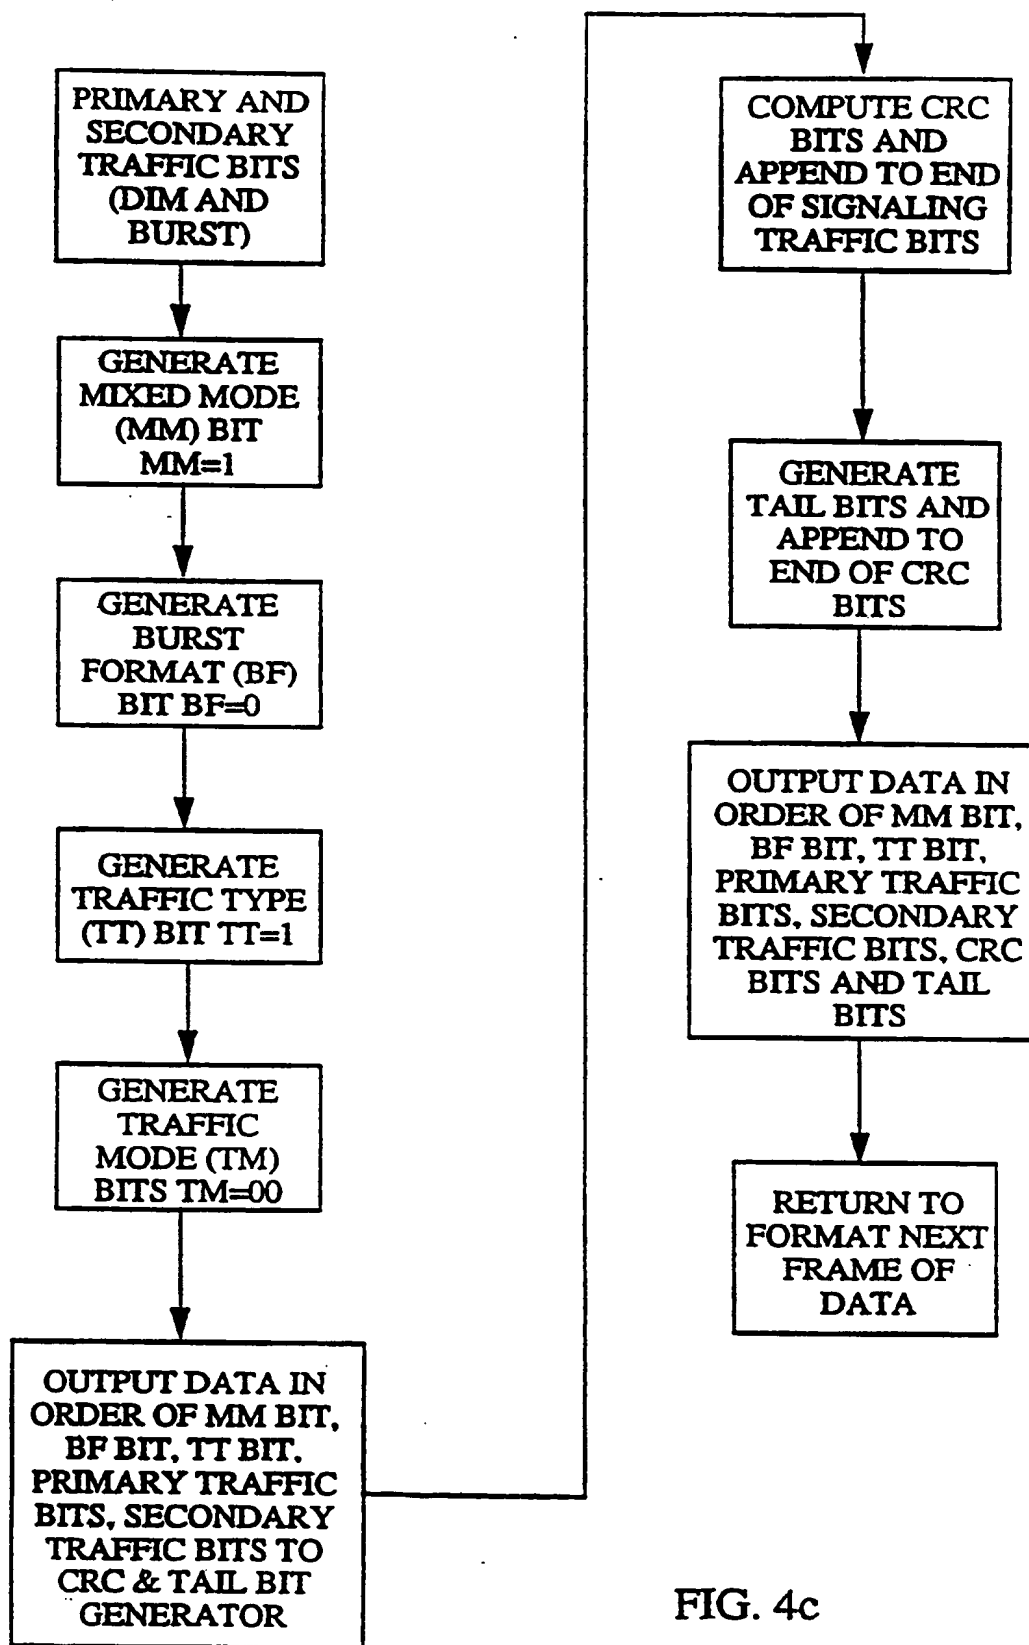 PRIMARY AND
SECONDARY
TRAFFIC BITS
(DIM AND
BURST)
GENERATE
MIXED MODE
(MM) BIT
MM=1
GENERATE
BURST
FORMAT (BF)
BIT BF=0
GENERATE
TRAFFIC TYPE
(TT) BIT TT=1
GENERATE
TRAFFIC
MODE (TM)
BITS TM=00
OUTPUT DATA IN
ORDER OF MM BIT,
BF BIT, TT BIT,
PRIMARY TRAFFIC
BITS, SECONDARY
TRAFFIC BITS TO
CRC & TAIL BIT
GENERATOR
COMPUTE CRC
BITS AND
APPEND TO END
OF SIGNALING
TRAFFIC BITS
GENERATE
TAIL BITS AND
APPEND TO
END OF CRC
BITS
OUTPUT DATA IN
ORDER OF MM BIT,
BF BIT, TT BIT,
PRIMARY TRAFFIC
BITS, SECONDARY
TRAFFIC BITS, CRC
BITS AND TAIL
BITS
RETURN TO
FORMAT NEXT
FRAME OF
DATA
FIG. 4c